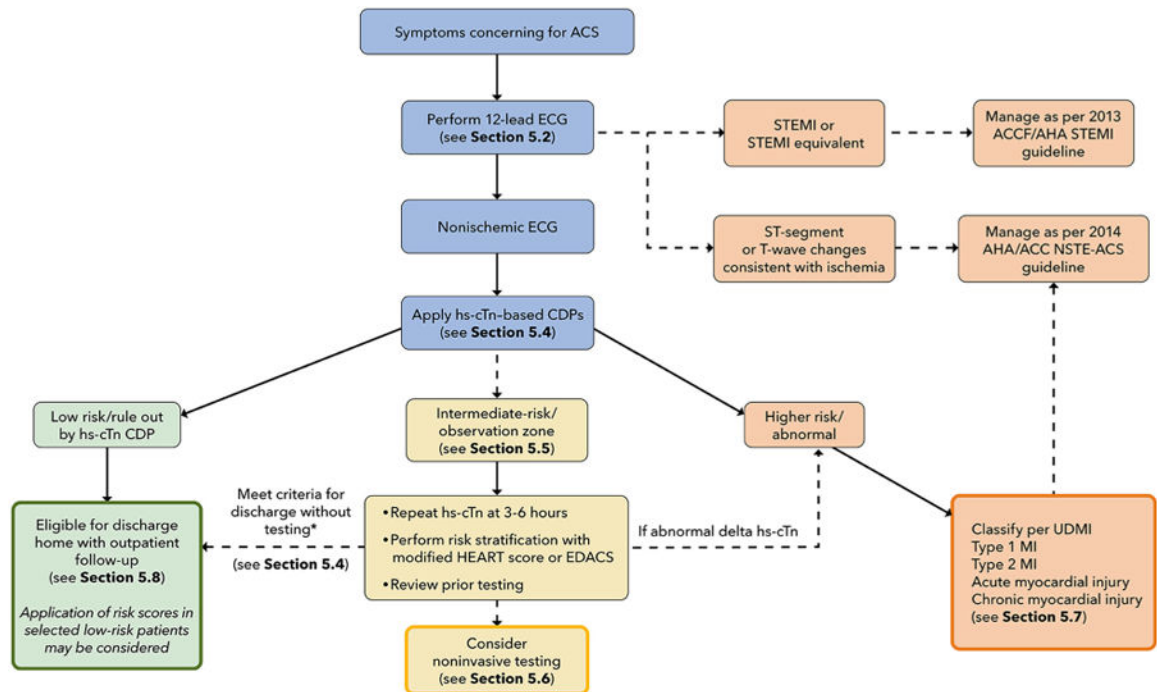 Symptoms concerning for ACS
Perform 12-lead ECG
(see Section 5.2)
STEMI or
STEMI equivalent
Manage as per 2013
ACCF/AHA STEMI
guideline
Nonischemic ECG
ST-segment
or T-wave changes
consistent with ischemia
Manage as per 2014
AHA/ACC NSTE-ACS
guideline
Apply hs-cTn–based CDPs
(see Section 5.4)
Low risk/rule out
by hs-cTn CDP
Intermediate-risk/
observation zone
(see Section 5.5)
Higher risk/
abnormal
Eligible for discharge
home with outpatient
follow-up
(see Section 5.8)
Application of risk scores in
selected low-risk patients
may be considered
Meet criteria for
discharge without
testing*
(see Section 5.4)
•Repeat hs-cTn at 3-6 hours
•Perform risk stratification with
modified HEART score or EDACS
•Review prior testing
If abnormal delta hs-cTn
Classify per UDMI
Type 1 MI
Type 2 MI
Acute myocardial injury
Chronic myocardial injury
(see Section 5.7)
Consider
noninvasive testing
(see Section 5.6)